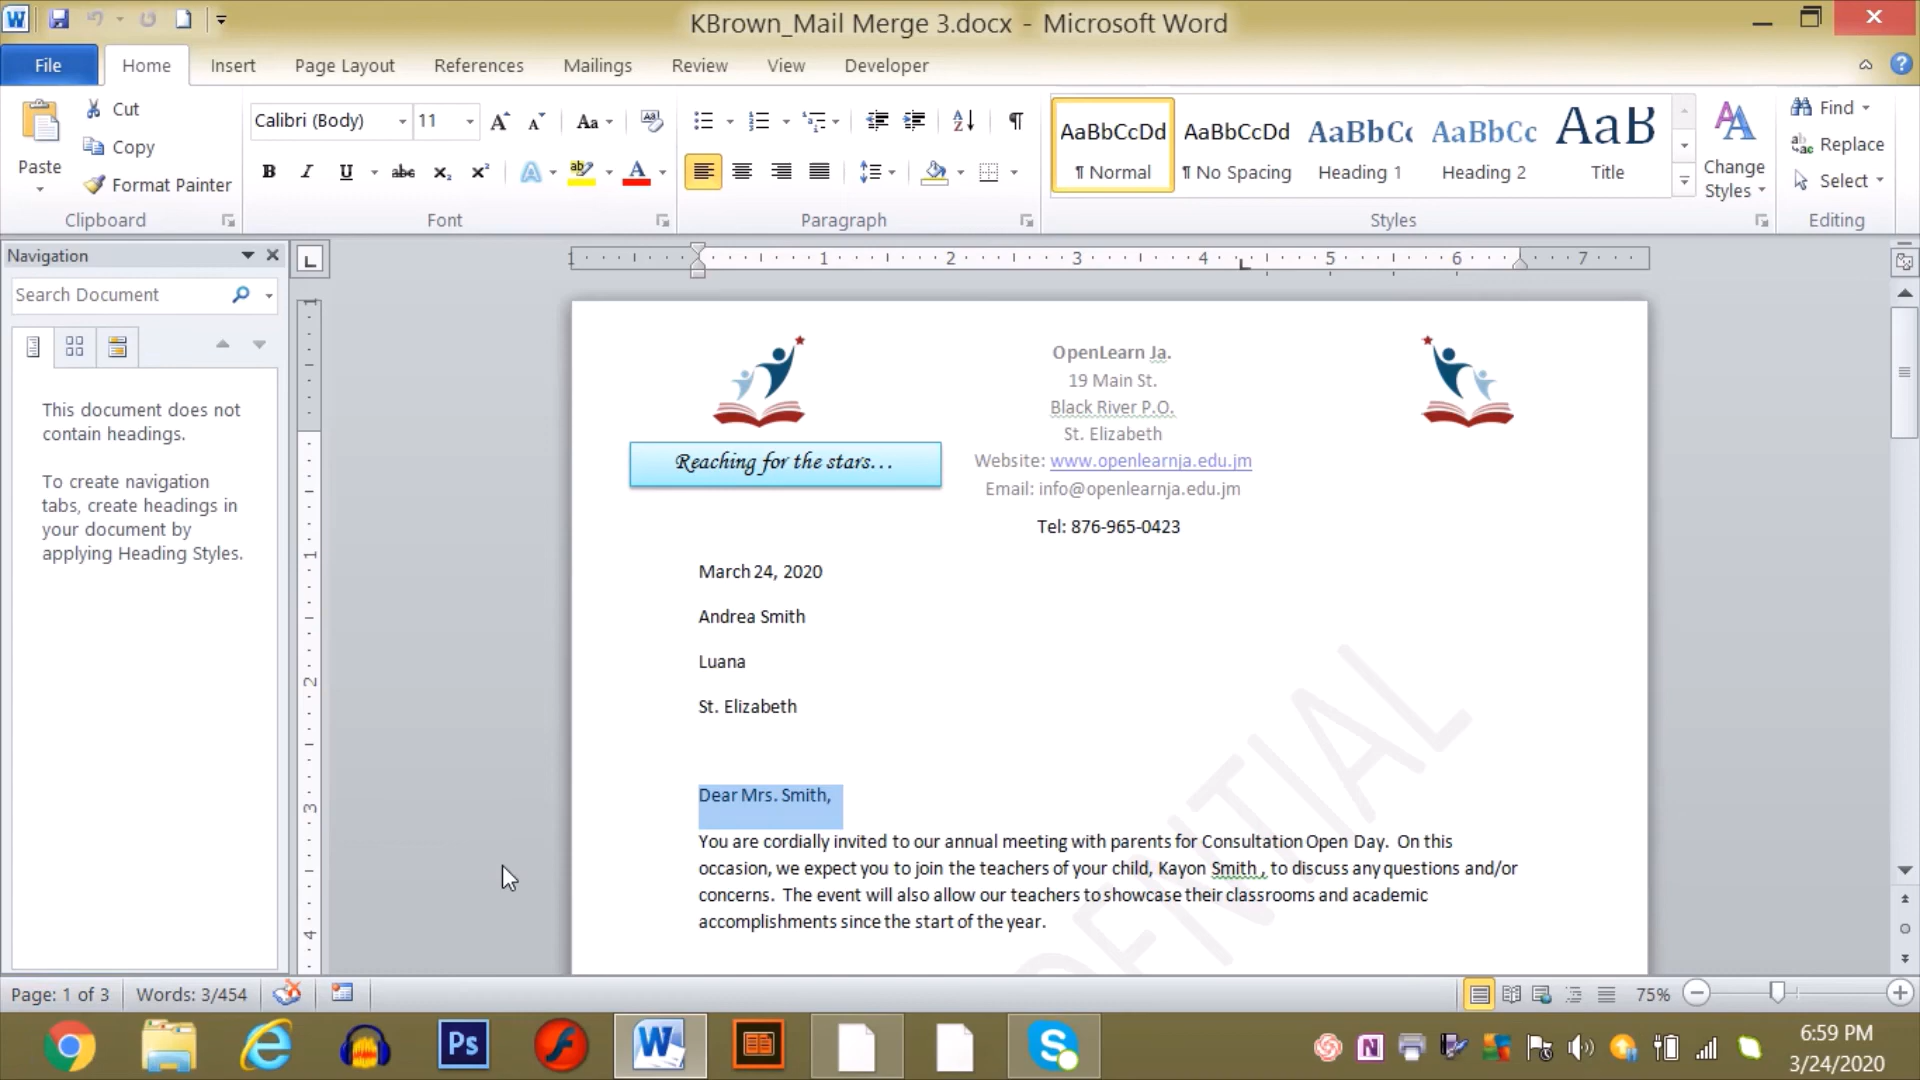 KBrown_Mail Merge 3.docx - Microsoft Word
File Home Insert Page Layout References Mailings Review View Developer
Paste
Cut
Copy
Format Painter
Clipboard
Calibri (Body) 11
Font
Paragraph
AaBbCcDd AaBbCcDd AaBbCc AaBbCc AaB
¶ Normal ¶ No Spacing Heading 1 Heading 2 Title
Change
Styles
Styles
Find
Replace
Select
Editing
Navigation
Search Document
This document does not
contain headings.
To create navigation
tabs, create headings in
your document by
applying Heading Styles.
1 2 3 4 5 6 7
OpenLearn Ja.
19 Main St.
Black River P.O.
St. Elizabeth
Website: www.openlearnja.edu.jm
Email: info@openlearnja.edu.jm
Tel: 876-965-0423
Reaching for the stars...
March 24, 2020
Andrea Smith
Luana
St. Elizabeth
Dear Mrs. Smith,
You are cordially invited to our annual meeting with parents for Consultation Open Day. On this
occasion, we expect you to join the teachers of your child, Kayon Smith , to discuss any questions and/or
concerns. The event will also allow our teachers to showcase their classrooms and academic
accomplishments since the start of the year.
Page: 1 of 3 Words: 3/454
75%
6:59 PM
3/24/2020